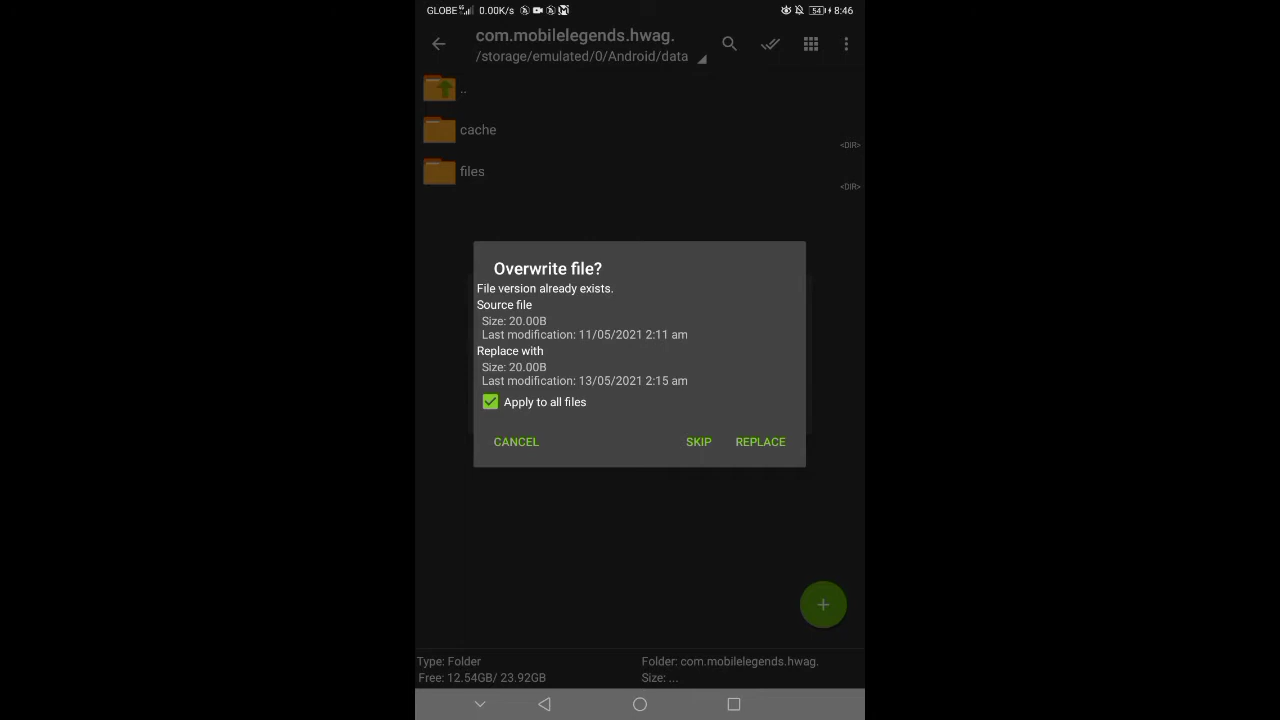 GLOBE 0.00K/s 54 8:46
com.mobilelegends.hwag.
/storage/emulated/0/Android/data
..
cache
<DIR>
files
<DIR>
Overwrite file?
File version already exists.
Source file
Size: 20.00B
Last modification: 11/05/2021 2:11 am
Replace with
Size: 20.00B
Last modification: 13/05/2021 2:15 am
Apply to all files
CANCEL SKIP REPLACE
Type: Folder Folder: com.mobilelegends.hwag.
Free: 12.54GB/ 23.92GB Size: ...